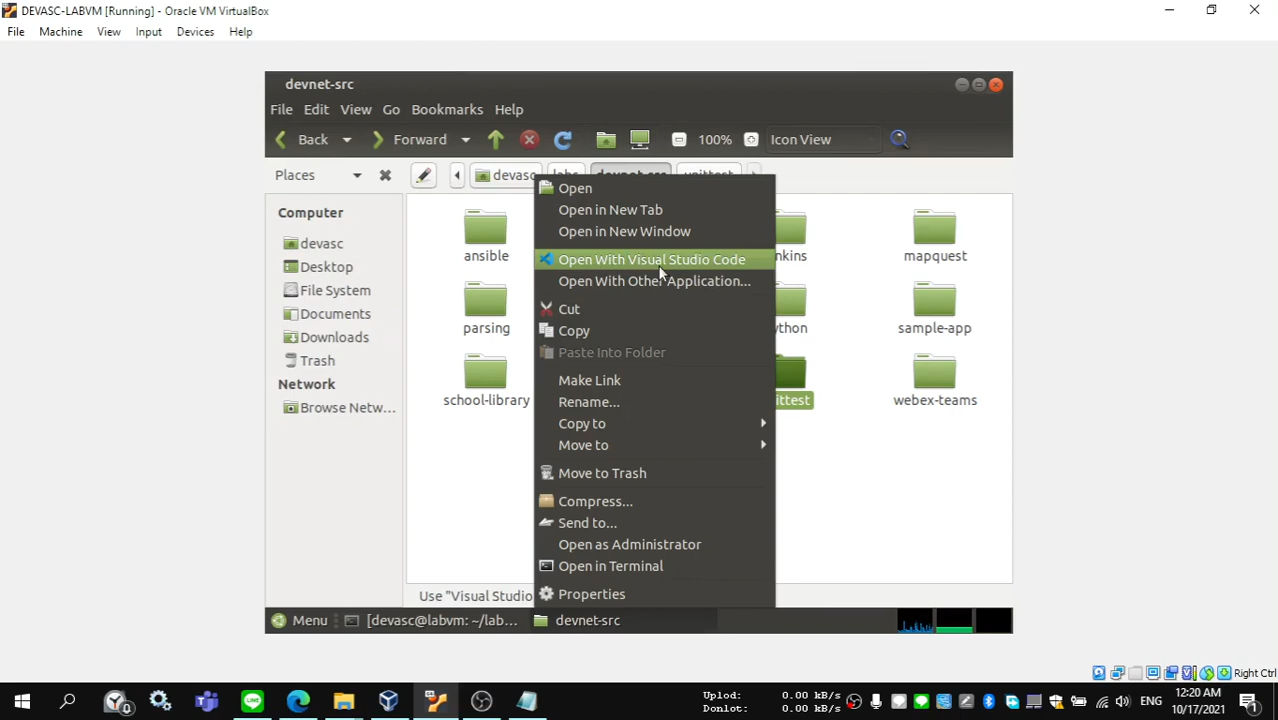 DEVASC-LABVM [Running] - Oracle VM VirtualBox
File Machine View Input Devices Help
devnet-src
File Edit View Go Bookmarks Help
Back Forward 100% Icon View
Places devasc
Computer
devasc
Desktop
File System
Documents
Downloads
Trash
Network
Browse Netw...
ansible
mapquest
parsing
sample-app
school-library
webex-teams
Open
Open in New Tab
Open in New Window
Open With Visual Studio Code
Open With Other Application...
Cut
Copy
Paste Into Folder
Make Link
Rename...
Copy to
Move to
Move to Trash
Compress...
Send to...
Open as Administrator
Open in Terminal
Properties
Use "Visual Studio
Menu [devasc@labvm: ~/lab... devnet-src
Right Ctrl
Uplod: 0.00 kB/s
Donlot: 0.00 kB/s
ENG
12:20 AM
10/17/2021
1